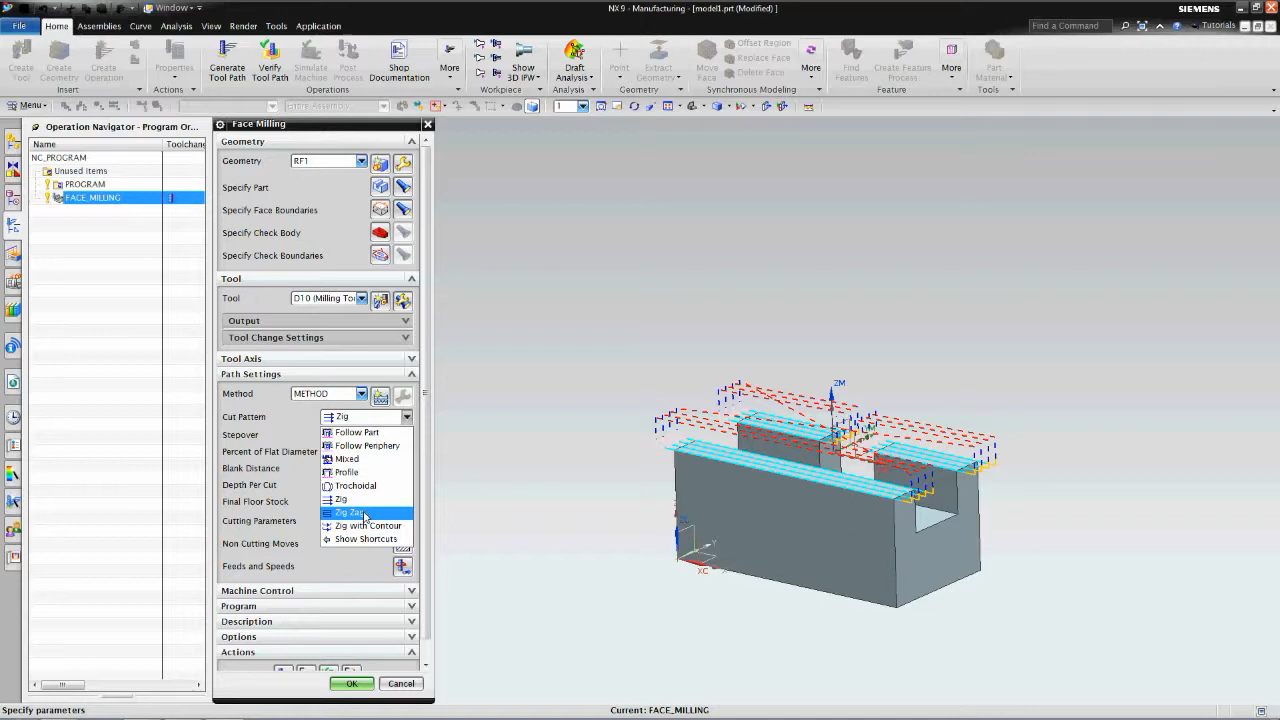 Window
NX 9 - Manufacturing - [model1.prt (Modified) ]
SIEMENS
File
Home
Assemblies
Curve
Analysis
View
Render
Tools
Application
Find a Command
Tutorials
Create Tool
Create Geometry
Create Operation
Properties
Generate Tool Path
Verify Tool Path
Simulate Machine
Post Process
Shop Documentation
More
Show 3D IPW
Draft Analysis
Point
Extract Geometry
Move Face
Offset Region
Replace Face
Delete Face
More
Find Features
Create Feature Process
More
Part Material
Insert
Actions
Operations
Workpiece
Analysis
Geometry
Synchronous Modeling
Feature
Tools
Menu
Entire Assembly
1
Operation Navigator - Program Or...
Name
Toolchang
NC_PROGRAM
Unused Items
PROGRAM
FACE_MILLING
Face Milling
Geometry
Geometry
RF1
Specify Part
Specify Face Boundaries
Specify Check Body
Specify Check Boundaries
Tool
Tool
D10 (Milling Too
Output
Tool Change Settings
Tool Axis
Path Settings
Method
METHOD
Cut Pattern
Zig
Stepover
Percent of Flat Diameter
Blank Distance
Depth Per Cut
Final Floor Stock
Cutting Parameters
Non Cutting Moves
Feeds and Speeds
Follow Part
Follow Periphery
Mixed
Profile
Trochoidal
Zig
Zig Zag
Zig with Contour
Show Shortcuts
Machine Control
Program
Description
Options
Actions
OK
Cancel
ZM
Y
XC
Specify parameters
Current: FACE_MILLING